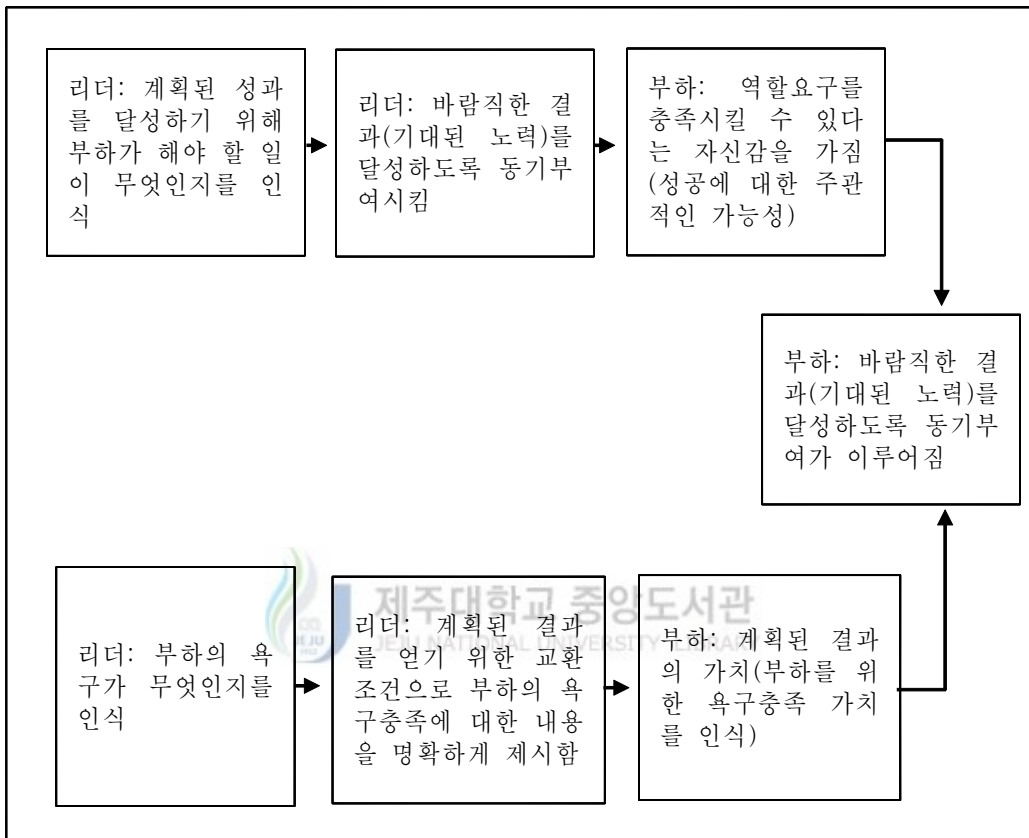 리더: 계획된 성과
를 달성하기 위해
부하가 해야 할 일
이 무엇인지를 인
식
리더: 바람직한 결
과(기대된 노력)를
달성하도록 동기부
여시킴
부하: 역할요구를
충족시킬 수 있다
는 자신감을 가짐
(성공에 대한 주관
적인 가능성)
부하: 바람직한 결
과(기대된 노력)를
달성하도록 동기부
여가 이루어짐
리더: 부하의 욕
구가 무엇인지를
인식
제주대학교 중앙도서관
JEJU NATIONAL UNIVERSITY LIBRARY
리더: 계획된 결과
를 얻기 위한 교환
조건으로 부하의 욕
구충족에 대한 내용
을 명확하게 제시함
부하: 계획된 결과
의 가치(부하를 위
한 욕구충족 가치
를 인식)